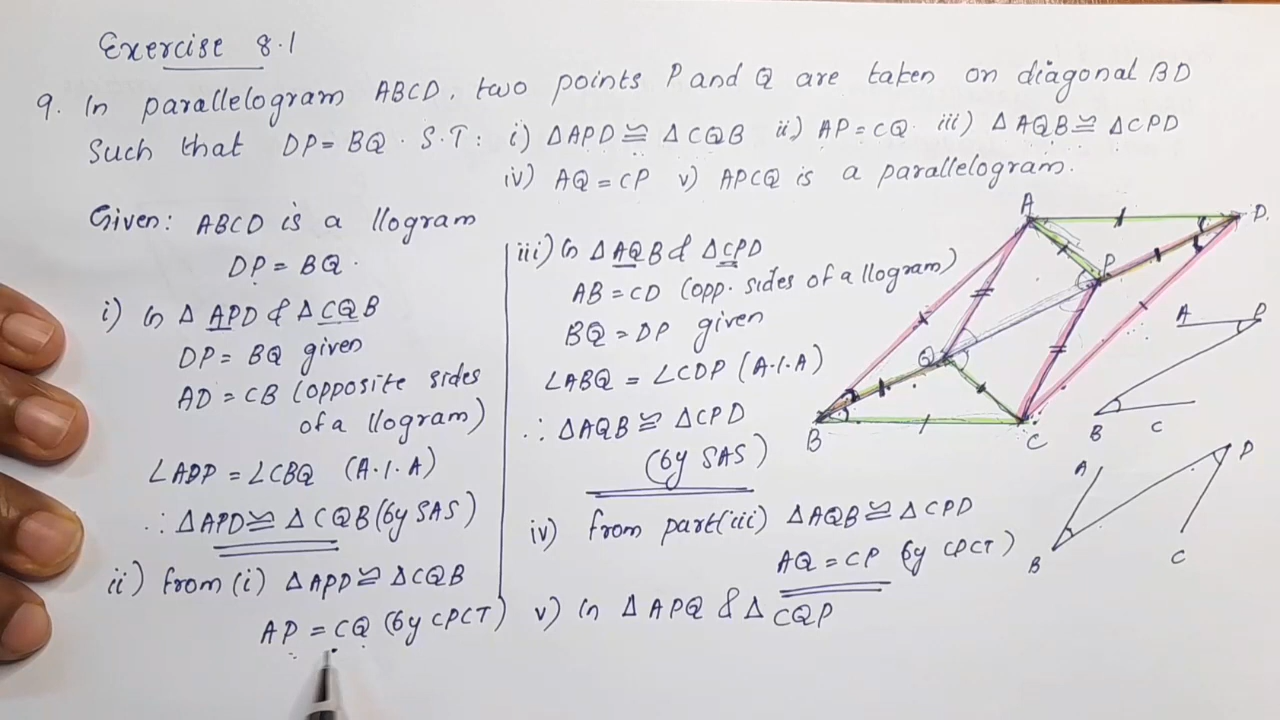 Exercise 8.1
9. In parallelogram ABCD, two points P and Q are taken on diagonal BD
Such that DP = BQ. S.T: i) ΔAPD ≅ ΔCQB ii) AP = CQ iii) ΔAQB ≅ ΔCPD
iv) AQ = CP v) APCQ is a parallelogram.
Given: ABCD is a llogram
DP = BQ.
i) In Δ APD & Δ CQB
DP = BQ given
AD = CB (opposite sides
of a llogram)
∠ADP = ∠CBQ (A.I.A)
∴ ΔAPD ≅ ΔCQB (by SAS)
ii) from (i) ΔAPD ≅ ΔCQB
AP = CQ (by CPCT)
iii) In ΔAQB & ΔCPD
AB = CD (opp. sides of a llogram)
BQ = DP given
∠ABQ = ∠CDP (A.I.A)
∴ ΔAQB ≅ ΔCPD
(by SAS)
iv) from part(iii) ΔAQB ≅ ΔCPD
AQ = CP by CPCT)
v) In ΔAPQ & Δ CQP
A
D.
P
Q
B
C
A
D
B
C
A
D
B
C